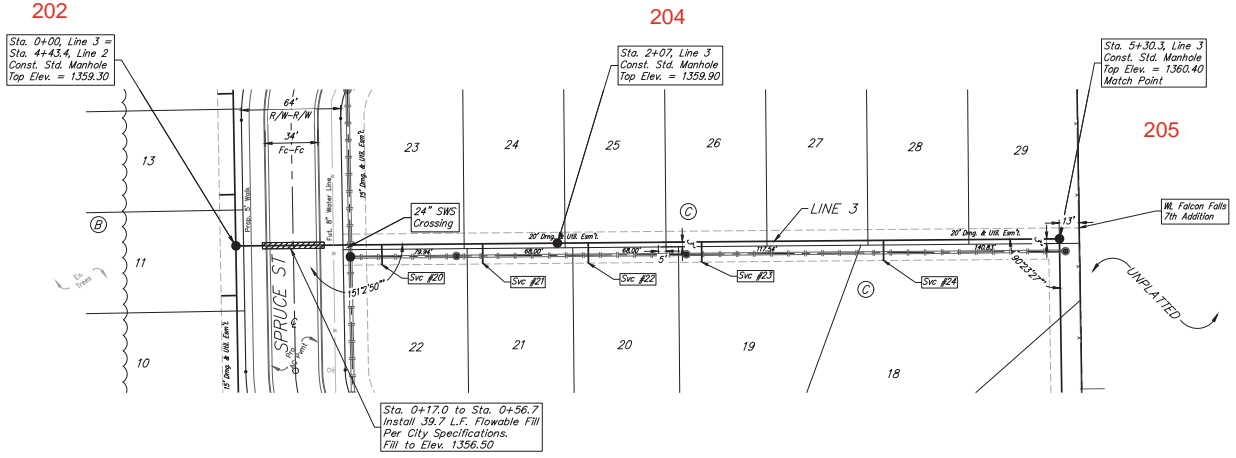 202
204
Sta. 0+00, Line 3 =
Sta. 4+43.4, Line 2
Const. Std. Manhole
Top Elev. = 1359.30
Sta. 2+07, Line 3
Const. Std. Manhole
Top Elev. = 1359.90
Sta. 5+30.3, Line 3
Const. Std. Manhole
Top Elev. = 1360.40
Match Point
205
64'
R/W-R/W
34'
Fc-Fc
13
23
24
25
26
27
28
29
15' Drng. & Util. Esm't.
Prop. 5' Walk
Fut. 8" Water Line
B
24" SWS
Crossing
C
LINE 3
13'
WL Falcon Falls
7th Addition
20' Drng. & Util. Esm't.
20' Drng. & Util. Esm't.
79.94'
68.00'
68.00'
5'
117.54'
140.83'
Svc #20
Svc #21
Svc #22
Svc #23
Svc #24
151°2'50"
90°23'27"
11
Ex.
Trees
SPRUCE ST
C
UNPLATTED
Prop.
AC Pvmt
15' Drng. & Util. Esm't.
10
22
21
20
19
18
Sta. 0+17.0 to Sta. 0+56.7
Install 39.7 L.F. Flowable Fill
Per City Specifications.
Fill to Elev. 1356.50